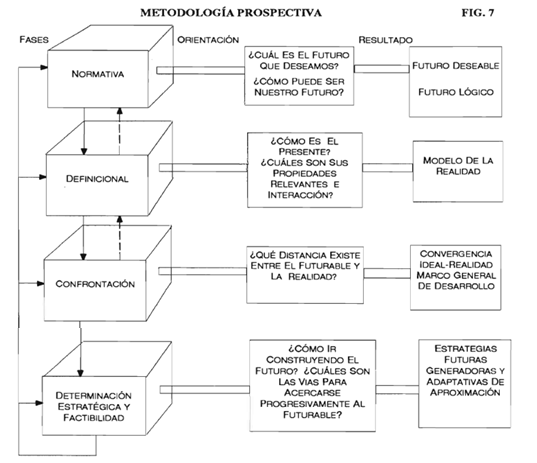 METODOLOGÍA PROSPECTIVA
FIG. 7
FASES
ORIENTACIÓN
RESULTADO
NORMATIVA
¿CUÁL ES EL FUTURO
QUE DESEAMOS?
¿CÓMO PUEDE SER
NUESTRO FUTURO?
FUTURO DESEABLE
FUTURO LÓGICO
DEFINICIONAL
¿CÓMO ES EL
PRESENTE?
¿CUÁLES SON SUS
PROPIEDADES
RELEVANTES E
INTERACCIÓN?
MODELO DE LA
REALIDAD
CONFRONTACIÓN
¿QUÉ DISTANCIA EXISTE
ENTRE EL FUTURABLE Y
LA REALIDAD?
CONVERGENCIA
IDEAL-REALIDAD
MARCO GENERAL
DE DESARROLLO
DETERMINACIÓN
ESTRATÉGICA Y
FACTIBILIDAD
¿CÓMO IR
CONSTRUYENDO EL
FUTURO? ¿CUÁLES SON
LAS VIAS PARA
ACERCARSE
PROGRESIVAMENTE AL
FUTURABLE?
ESTRATEGIAS
FUTURAS
GENERADORAS Y
ADAPTATIVAS DE
APROXIMACIÓN